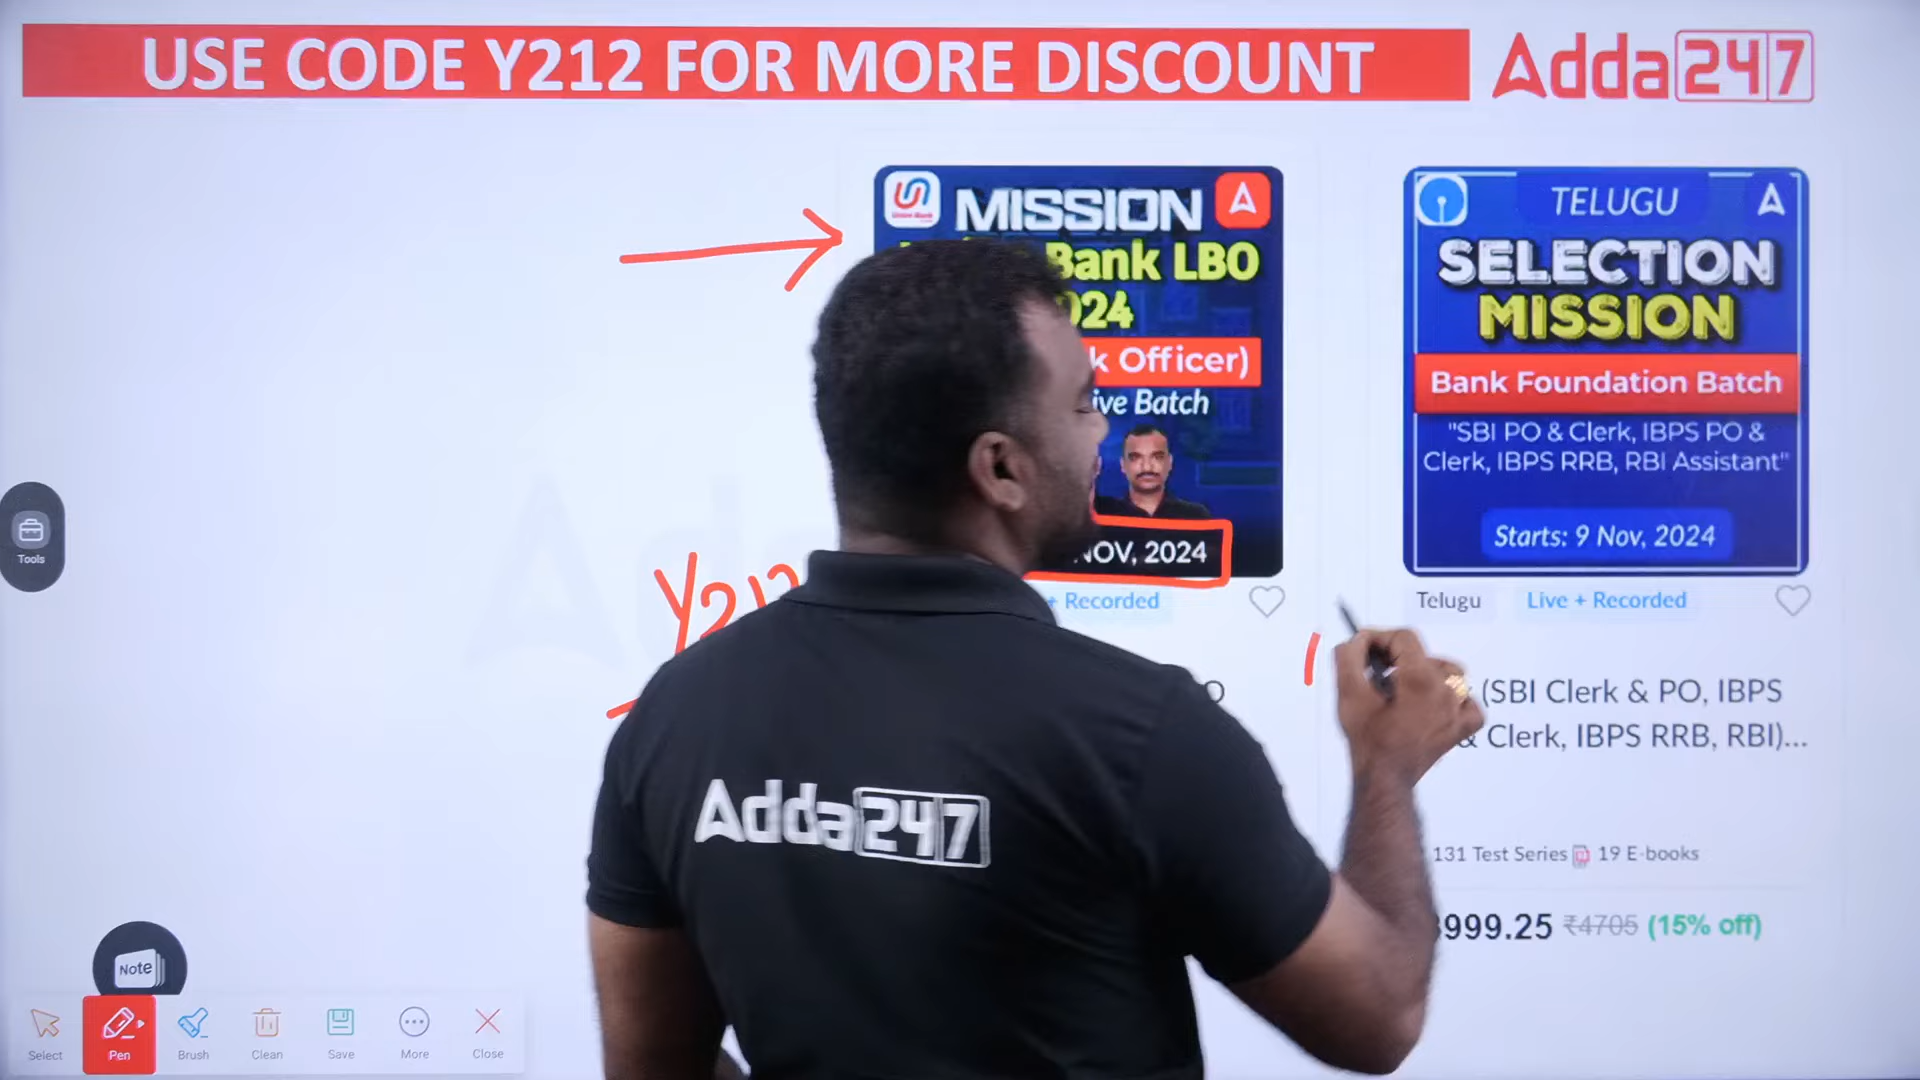 USE CODE Y212 FOR MORE DISCOUNT
Adda247
Union Bank
MISSION
Bank LBO
024
k Officer)
ive Batch
NOV, 2024
+ Recorded
O
TELUGU
SELECTION
MISSION
Bank Foundation Batch
"SBI PO & Clerk, IBPS PO &
Clerk, IBPS RRB, RBI Assistant"
Starts: 9 Nov, 2024
Telugu
Live + Recorded
(SBI Clerk & PO, IBPS
& Clerk, IBPS RRB, RBI)...
131 Test Series
19 E-books
999.25 ₹4705 (15% off)
Y212
Adda247
Tools
Note
Select
Pen
Brush
Clean
Save
More
Close